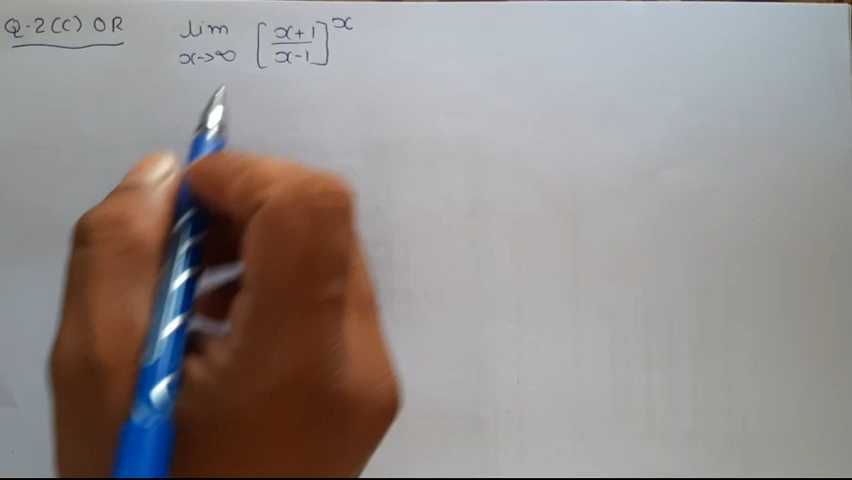 Q-2(C) OR lim x→∞ [x+1/x-1]^x